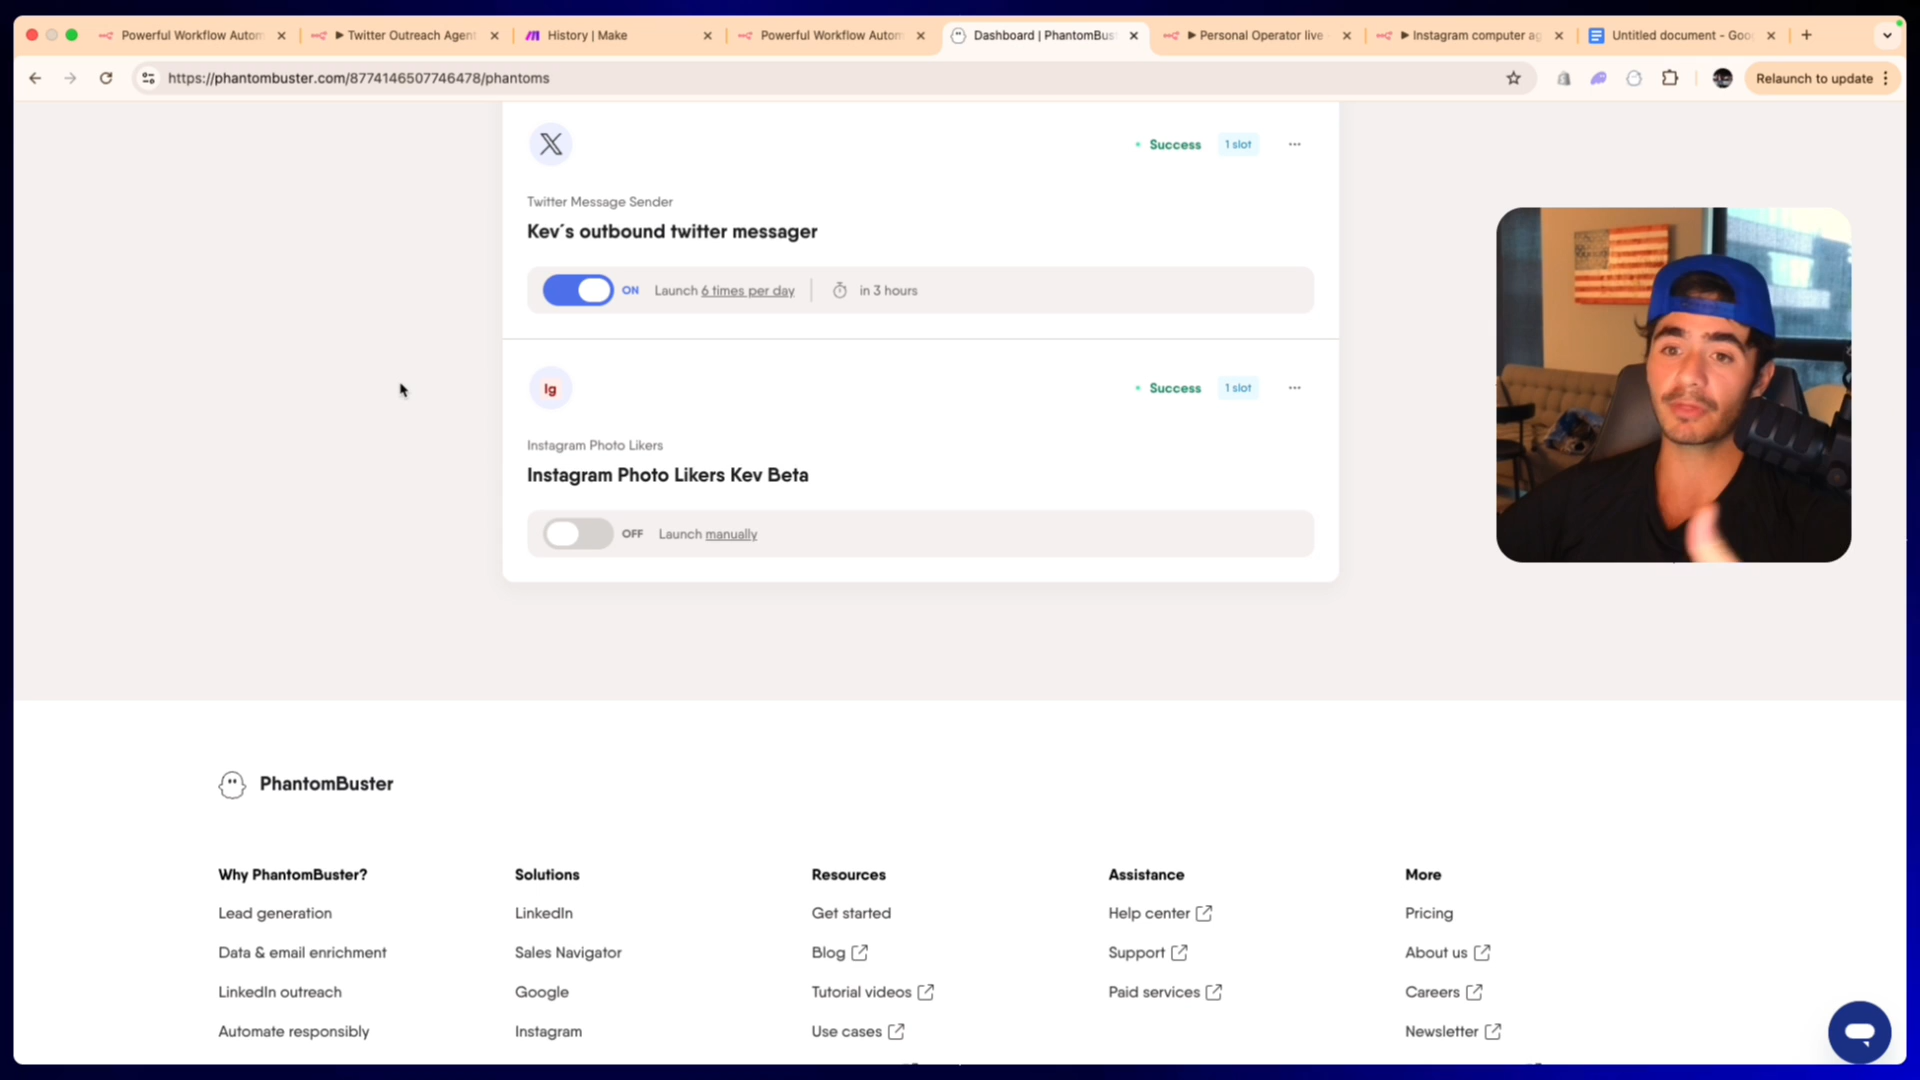 Powerful Workflow Autom
▶ Twitter Outreach Agent
History | Make
Powerful Workflow Autom
Dashboard | PhantomBus
▶ Personal Operator live
▶ Instagram computer ag
Untitled document - Goo
https://phantombuster.com/8774146507746478/phantoms
Relaunch to update
Success
1 slot
Twitter Message Sender
Kev´s outbound twitter messager
ON
Launch 6 times per day
in 3 hours
Ig
Success
1 slot
Instagram Photo Likers
Instagram Photo Likers Kev Beta
OFF
Launch manually
PhantomBuster
Why PhantomBuster?
Lead generation
Data & email enrichment
LinkedIn outreach
Automate responsibly
Solutions
LinkedIn
Sales Navigator
Google
Instagram
Resources
Get started
Blog
Tutorial videos
Use cases
Assistance
Help center
Support
Paid services
More
Pricing
About us
Careers
Newsletter